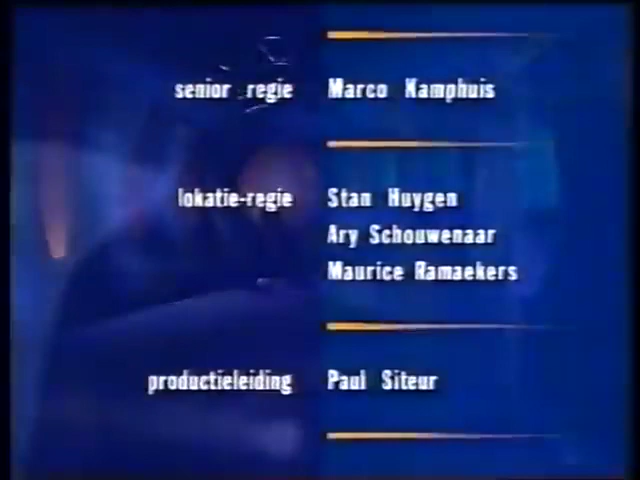 senior regie Marco Kamphuis
lokatie-regie Stan Huygen
Ary Schouwenaar
Maurice Ramaekers
productieleiding Paul Siteur